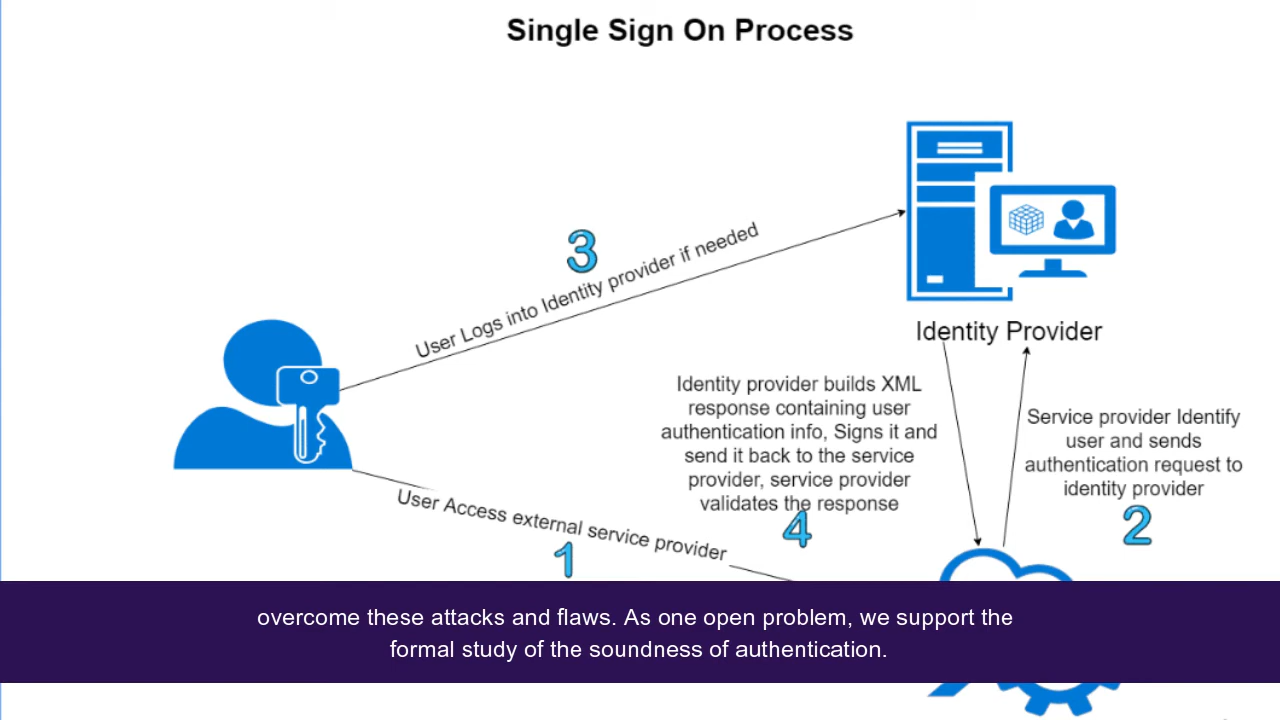 Single Sign On Process
3
User Logs into Identity provider if needed
Identity Provider
Identity provider builds XML
response containing user
authentication info, Signs it and
send it back to the service
provider, service provider
validates the response
4
Service provider Identify
user and sends
authentication request to
identity provider
2
User Access external service provider
1
overcome these attacks and flaws. As one open problem, we support the
formal study of the soundness of authentication.